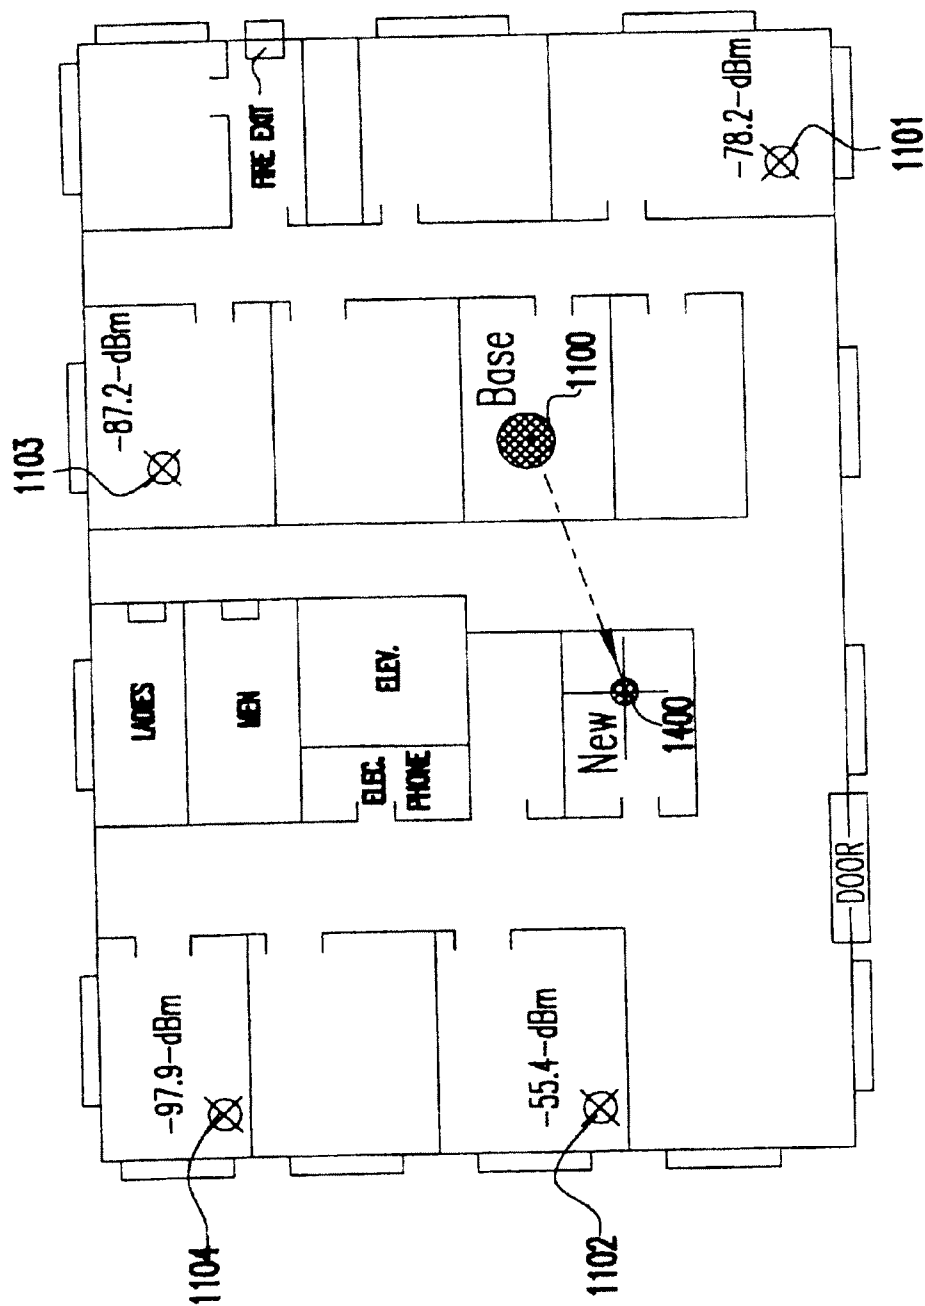 1104
-97.9-dBm
LADIES
MEN
1103
-87.2-dBm
FIRE EXIT
ELEC.
PHONE
ELEV.
1102
-55.4-dBm
New
1400
Base
1100
-78.2-dBm
1101
DOOR